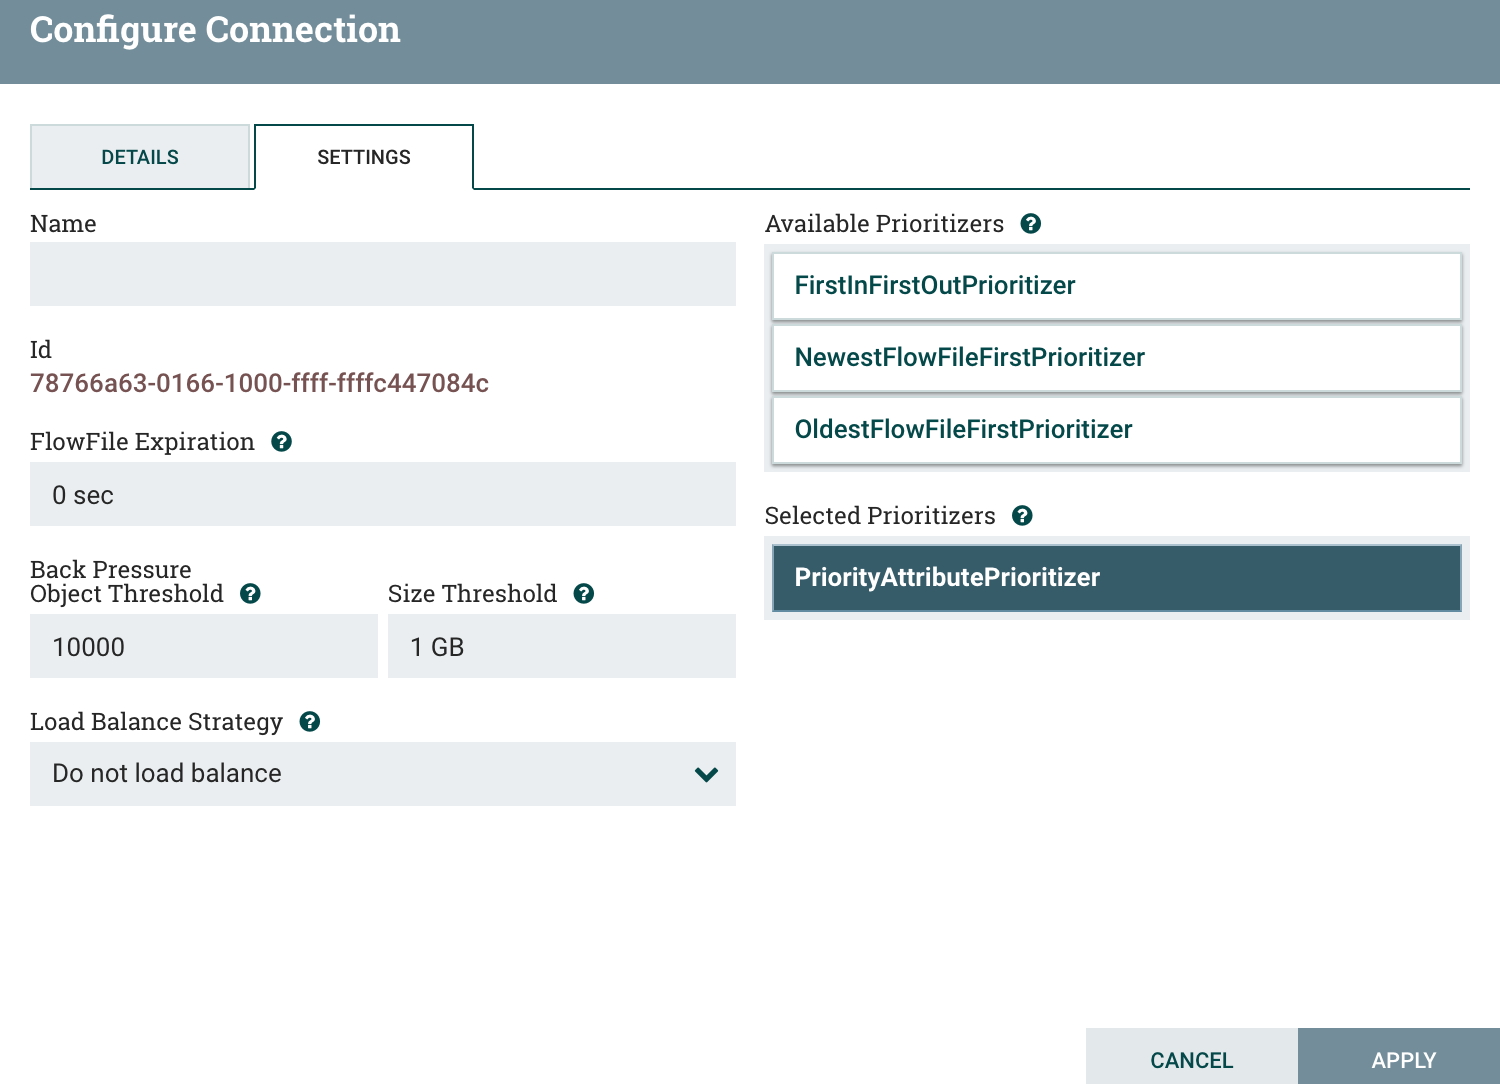 Configure Connection
DETAILS
SETTINGS
Name
Id
78766a63-0166-1000-ffff-ffffc447084c
FlowFile Expiration ?
0 sec
Back Pressure
Object Threshold ?
Size Threshold ?
10000
1 GB
Load Balance Strategy ?
Do not load balance
Available Prioritizers ?
FirstInFirstOutPrioritizer
NewestFlowFileFirstPrioritizer
OldestFlowFileFirstPrioritizer
Selected Prioritizers ?
PriorityAttributePrioritizer
CANCEL
APPLY